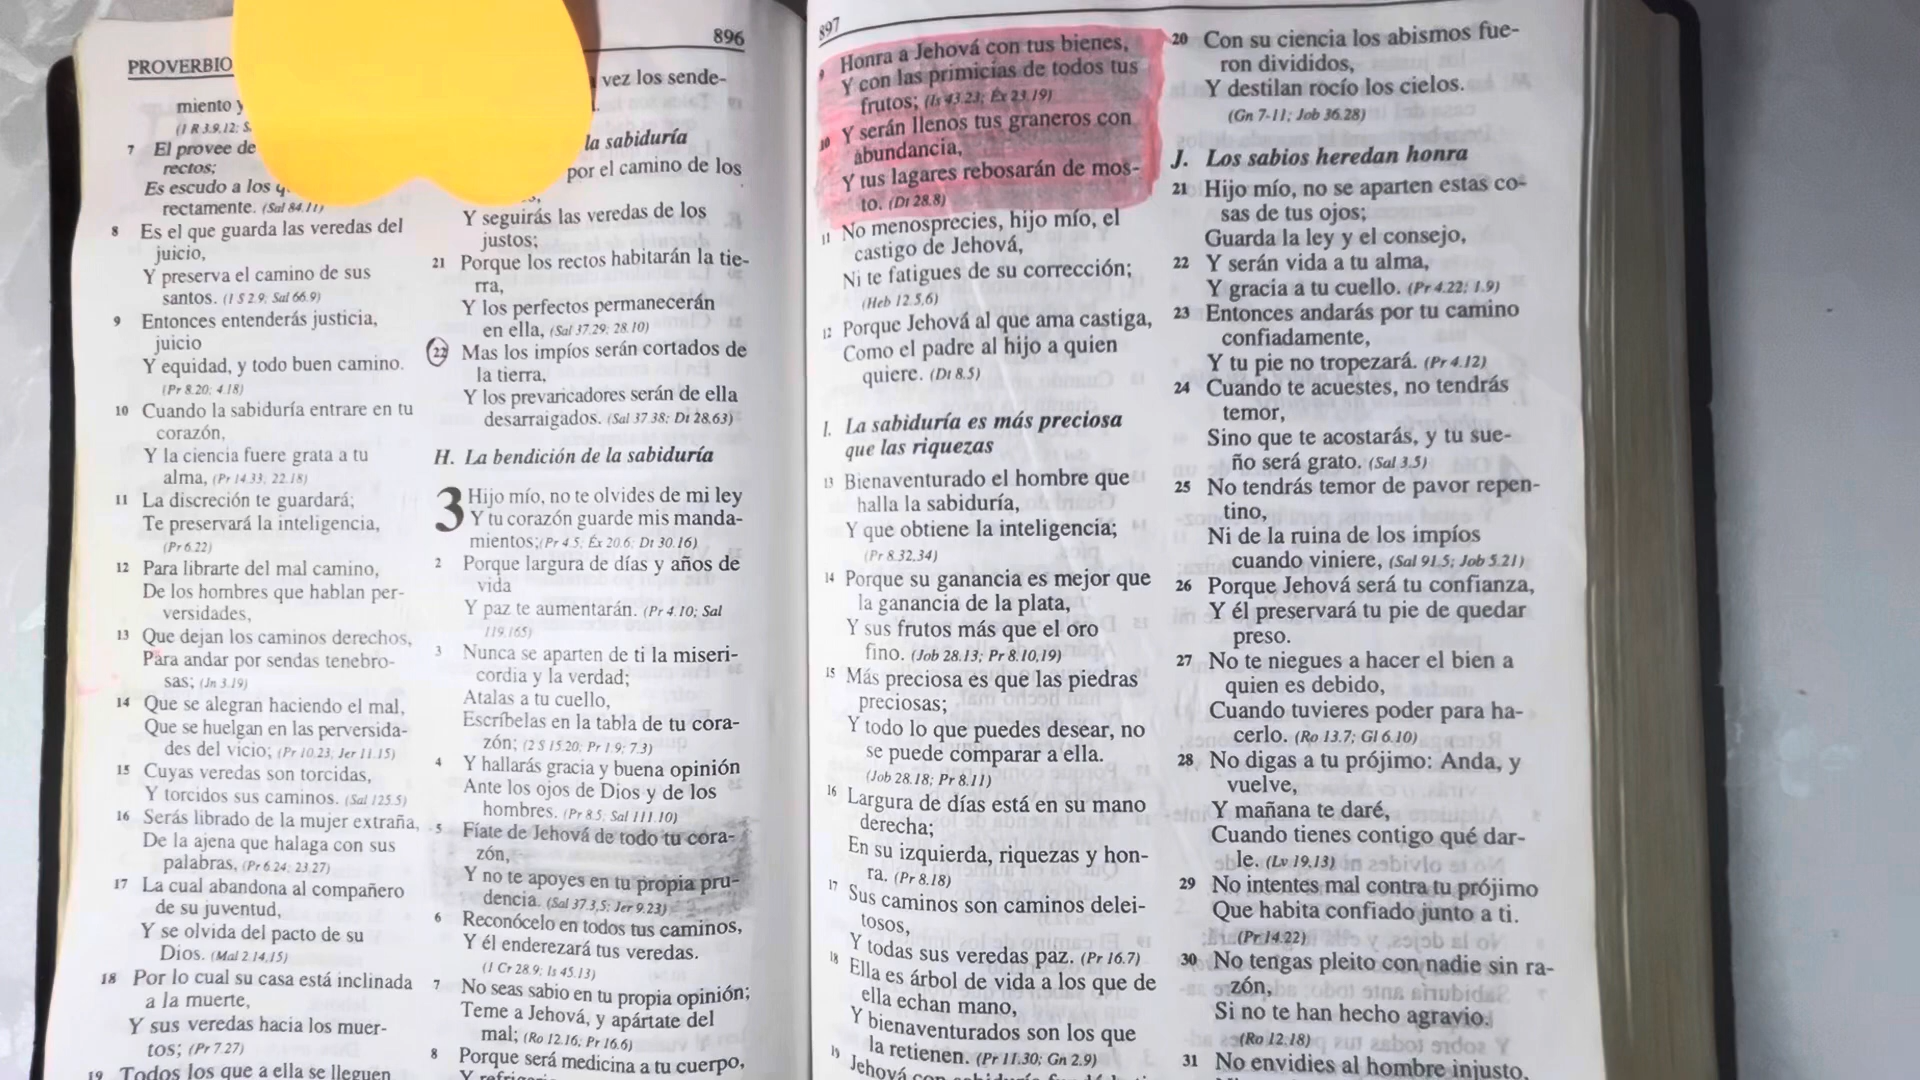 PROVERBIO
miento y
(1 R 3.9,12; S
7 El provee de
rectos;
Es escudo a los q
rectamente. (Sal 84.11)
8 Es el que guarda las veredas del
juicio,
Y preserva el camino de sus
santos. (1 S 2.9; Sal 66.9)
9 Entonces entenderás justicia,
juicio
Y equidad, y todo buen camino.
(Pr 8.20; 4.18)
10 Cuando la sabiduría entrare en tu
corazón,
Y la ciencia fuere grata a tu
alma, (Pr 14.33; 22.18)
11 La discreción te guardará;
Te preservará la inteligencia,
(Pr 6.22)
12 Para librarte del mal camino,
De los hombres que hablan per-
versidades,
13 Que dejan los caminos derechos,
Para andar por sendas tenebro-
sas; (Jn 3.19)
14 Que se alegran haciendo el mal,
Que se huelgan en las perversida-
des del vicio; (Pr 10.23; Jer 11.15)
15 Cuyas veredas son torcidas,
Y torcidos sus caminos. (Sal 125.5)
16 Serás librado de la mujer extraña,
De la ajena que halaga con sus
palabras, (Pr 6.24; 23.27)
17 La cual abandona al compañero
de su juventud,
Y se olvida del pacto de su
Dios. (Mal 2.14,15)
18 Por lo cual su casa está inclinada
a la muerte,
Y sus veredas hacia los muer-
tos; (Pr 7.27)
19 Todos los que a ella se lleguen
896
vez los sende-
la sabiduría
por el camino de los
Y seguirás las veredas de los
justos;
21 Porque los rectos habitarán la tie-
rra,
Y los perfectos permanecerán
en ella, (Sal 37.29; 28.10)
22 Mas los impíos serán cortados de
la tierra,
Y los prevaricadores serán de ella
desarraigados. (Sal 37.38; Dt 28.63)
H. La bendición de la sabiduría
3 Hijo mío, no te olvides de mi ley
Y tu corazón guarde mis manda-
mientos; (Pr 4.5; Éx 20.6; Dt 30.16)
2 Porque largura de días y años de
vida
Y paz te aumentarán. (Pr 4.10; Sal
119.165)
3 Nunca se aparten de ti la miseri-
cordia y la verdad;
Atalas a tu cuello,
Escríbelas en la tabla de tu cora-
zón; (2 S 15.20; Pr 1.9; 7.3)
4 Y hallarás gracia y buena opinión
Ante los ojos de Dios y de los
hombres. (Pr 8.5; Sal 111.10)
5 Fíate de Jehová de todo tu cora-
zón,
Y no te apoyes en tu propia pru-
dencia. (Sal 37.3,5; Jer 9.23)
6 Reconócelo en todos tus caminos,
Y él enderezará tus veredas.
(1 Cr 28.9; Is 45.13)
7 No seas sabio en tu propia opinión;
Teme a Jehová, y apártate del
mal; (Ro 12.16; Pr 16.6)
8 Porque será medicina a tu cuerpo,
897
9 Honra a Jehová con tus bienes,
Y con las primicias de todos tus
frutos; (Is 43.23; Éx 23.19)
10 Y serán llenos tus graneros con
abundancia,
Y tus lagares rebosarán de mos-
to. (Dt 28.8)
11 No menosprecies, hijo mío, el
castigo de Jehová,
Ni te fatigues de su corrección;
(Heb 12.5,6)
12 Porque Jehová al que ama castiga,
Como el padre al hijo a quien
quiere. (Dt 8.5)
I. La sabiduría es más preciosa
que las riquezas
13 Bienaventurado el hombre que
halla la sabiduría,
Y que obtiene la inteligencia;
(Pr 8.32,34)
14 Porque su ganancia es mejor que
la ganancia de la plata,
Y sus frutos más que el oro
fino. (Job 28.13; Pr 8.10,19)
15 Más preciosa es que las piedras
preciosas;
Y todo lo que puedes desear, no
se puede comparar a ella.
(Job 28.18; Pr 8.11)
16 Largura de días está en su mano
derecha;
En su izquierda, riquezas y hon-
ra. (Pr 8.18)
17 Sus caminos son caminos delei-
tosos,
Y todas sus veredas paz. (Pr 16.7)
18 Ella es árbol de vida a los que de
ella echan mano,
Y bienaventurados son los que
la retienen. (Pr 11.30; Gn 2.9)
19 Jehová con
20 Con su ciencia los abismos fue-
ron divididos,
Y destilan rocío los cielos.
(Gn 7-11; Job 36.28)
J. Los sabios heredan honra
21 Hijo mío, no se aparten estas co-
sas de tus ojos;
Guarda la ley y el consejo,
22 Y serán vida a tu alma,
Y gracia a tu cuello. (Pr 4.22; 1.9)
23 Entonces andarás por tu camino
confiadamente,
Y tu pie no tropezará. (Pr 4.12)
24 Cuando te acuestes, no tendrás
temor,
Sino que te acostarás, y tu sue-
ño será grato. (Sal 3.5)
25 No tendrás temor de pavor repen-
tino,
Ni de la ruina de los impíos
cuando viniere, (Sal 91.5; Job 5.21)
26 Porque Jehová será tu confianza,
Y él preservará tu pie de quedar
preso.
27 No te niegues a hacer el bien a
quien es debido,
Cuando tuvieres poder para ha-
cerlo. (Ro 13.7; Gl 6.10)
28 No digas a tu prójimo: Anda, y
vuelve,
Y mañana te daré,
Cuando tienes contigo qué dar-
le. (Lv 19.13)
29 No intentes mal contra tu prójimo
Que habita confiado junto a ti.
(Pr 14.22)
30 No tengas pleito con nadie sin ra-
zón,
Si no te han hecho agravio.
(Ro 12.18)
31 No envidies al hombre injusto,